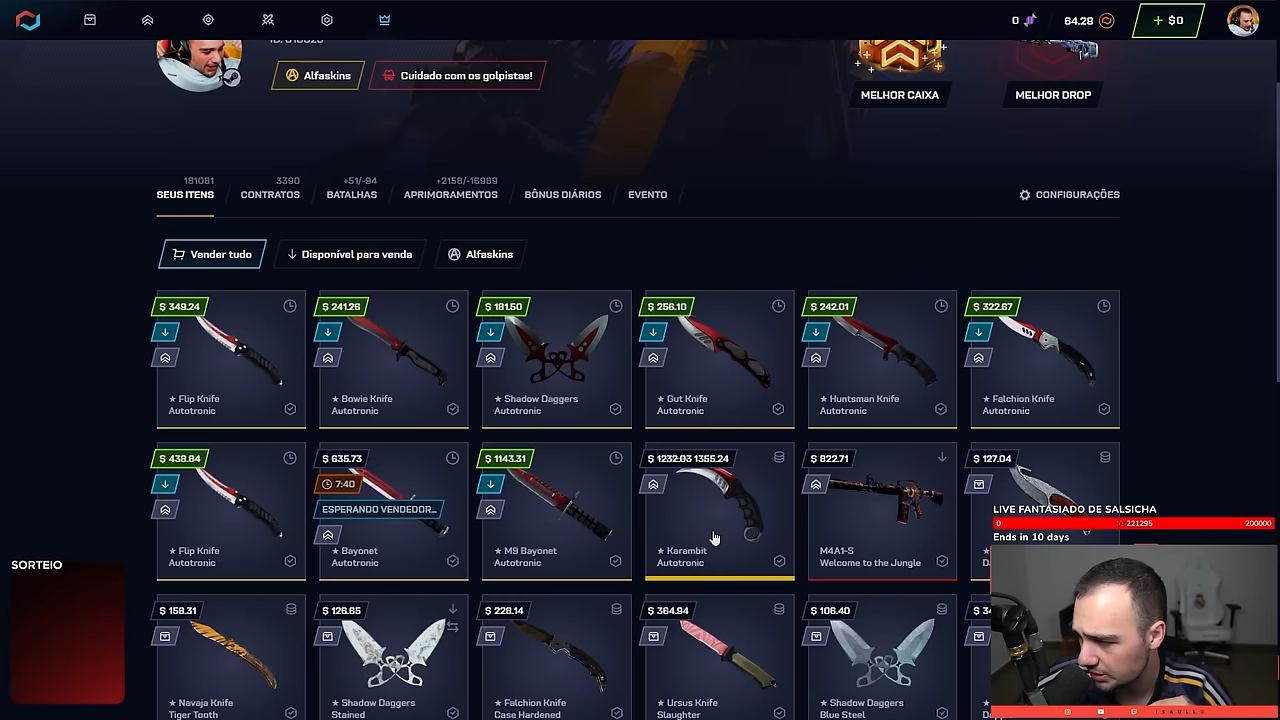 0
64.28
+ $0
Alfaskins
Cuidado com os golpistas!
MELHOR CAIXA
MELHOR DROP
181081
3390
+51/-94
+2158/-16989
SEUS ITENS
CONTRATOS
BATALHAS
APRIMORAMENTOS
BÔNUS DIÁRIOS
EVENTO
CONFIGURAÇÕES
Vender tudo
Disponível para venda
Alfaskins
$ 349.24
$ 241.26
$ 181.50
$ 256.10
$ 242.01
$ 322.67
★ Flip Knife
Autotronic
★ Bowie Knife
Autotronic
★ Shadow Daggers
Autotronic
★ Gut Knife
Autotronic
★ Huntsman Knife
Autotronic
★ Falchion Knife
Autotronic
$ 438.84
$ 635.73
$ 1143.31
$ 1232.03 1355.24
$ 822.71
$ 127.04
7:40
ESPERANDO VENDEDOR_
★ Flip Knife
Autotronic
★ Bayonet
Autotronic
★ M9 Bayonet
Autotronic
★ Karambit
Autotronic
M4A1-S
Welcome to the Jungle
LIVE FANTASIADO DE SALSICHA
0
221295
200000
Ends in 10 days
SORTEIO
$ 158.31
$ 126.65
$ 228.14
$ 364.94
$ 106.40
★ Navaja Knife
Tiger Tooth
★ Shadow Daggers
Stained
★ Falchion Knife
Case Hardened
★ Ursus Knife
Slaughter
★ Shadow Daggers
Blue Steel